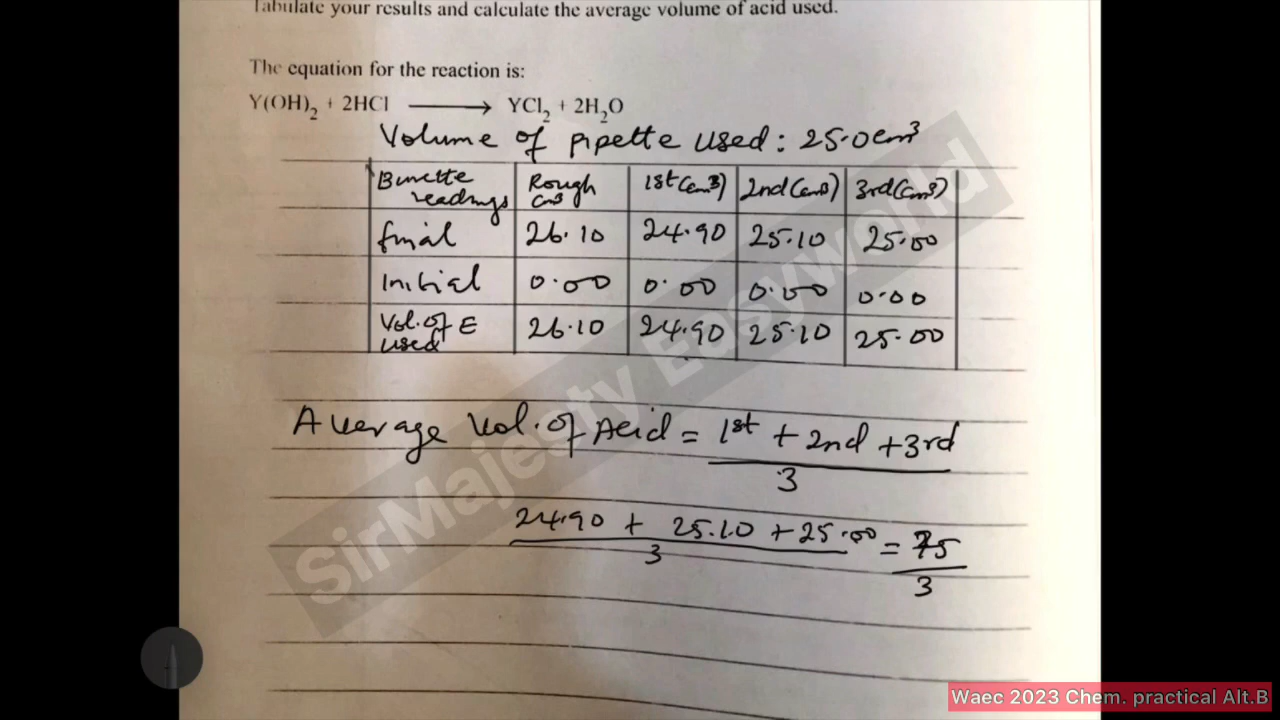 Tabulate your results and calculate the average volume of acid used.
The equation for the reaction is:
Y(OH)₂ + 2HCl ⟶ YCl₂ + 2H₂O
Volume of pipette used: 25.0cm³
Burette readings | Rough cm³ | 1st (cm³) | 2nd (cm³) | 3rd (cm³)
final | 26.10 | 24.90 | 25.10 | 25.00
Initial | 0.00 | 0.00 | 0.00 | 0.00
Vol. of E used | 26.10 | 24.90 | 25.10 | 25.00
Average Vol. of Acid = 1st + 2nd + 3rd
3
24.90 + 25.10 + 25.00 = 75
3 3
SirMajesty Easyworld
Waec 2023 Chem. practical Alt.B